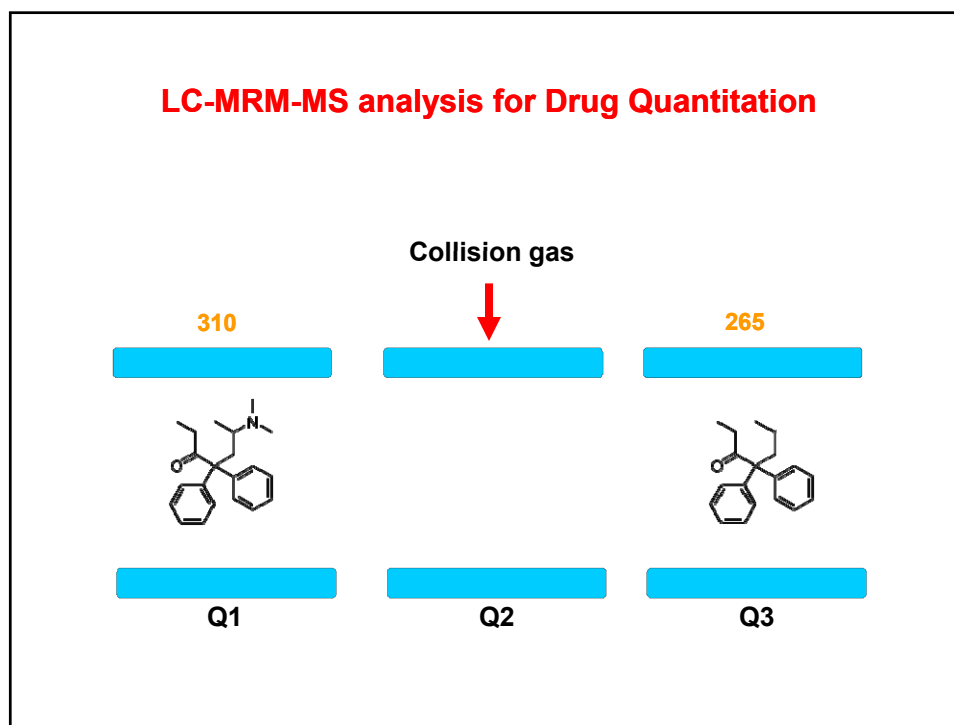 LC-MRM-MS analysis for Drug Quantitation
Collision gas
310
265
N
O
O
Q1
Q2
Q3